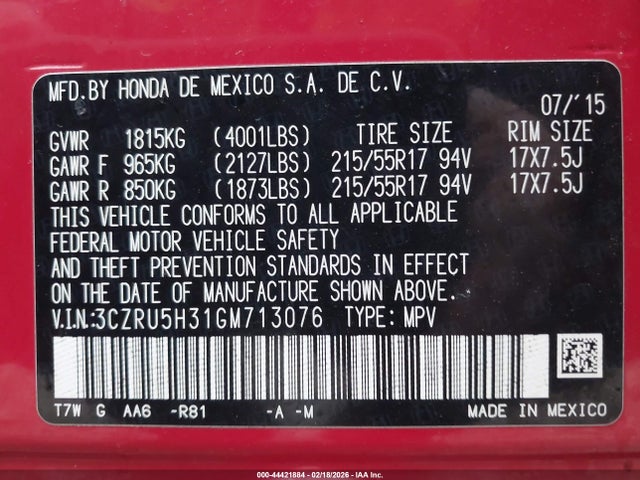 MFD.BY HONDA DE MEXICO S.A. DE C.V.
07/'15
GVWR 1815KG (4001LBS) TIRE SIZE RIM SIZE
GAWR F 965KG (2127LBS) 215/55R17 94V 17X7.5J
GAWR R 850KG (1873LBS) 215/55R17 94V 17X7.5J
THIS VEHICLE CONFORMS TO ALL APPLICABLE
FEDERAL MOTOR VEHICLE SAFETY
AND THEFT PREVENTION STANDARDS IN EFFECT
ON THE DATE OF MANUFACTURE SHOWN ABOVE.
V.I.N.:3CZRU5H31GM713076 TYPE: MPV
T7W G AA6 -R81 -A -M MADE IN MEXICO
000-44421884 - 02/18/2026 - IAA Inc.